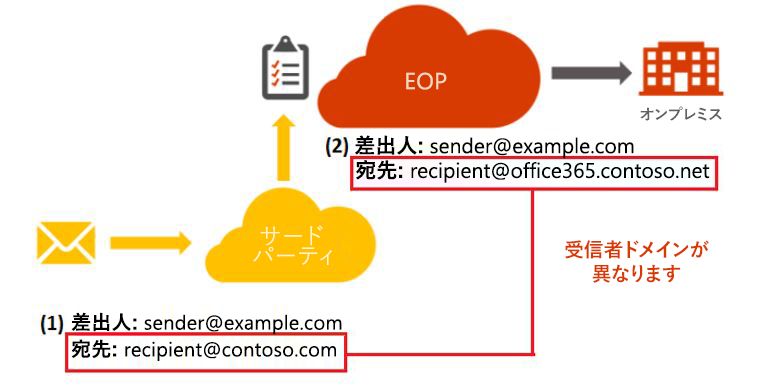 EOP
オンプレミス
(2) 差出人: sender@example.com
宛先: recipient@office365.contoso.net
サード
パーティ
受信者ドメインが
異なります
(1) 差出人: sender@example.com
宛先: recipient@contoso.com